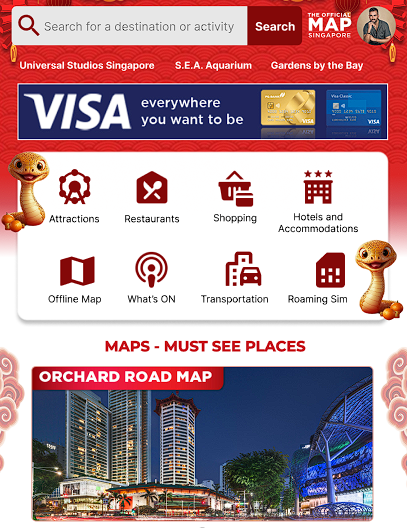 Search for a destination or activity
Search
THE OFFICIAL
MAP
SINGAPORE
Universal Studios Singapore
S.E.A. Aquarium
Gardens by the Bay
VISA
everywhere
you want to be
Visa Classic
VISA
VISA
Attractions
Restaurants
Shopping
Hotels and
Accommodations
Offline Map
What's ON
Transportation
Roaming Sim
MAPS - MUST SEE PLACES
ORCHARD ROAD MAP